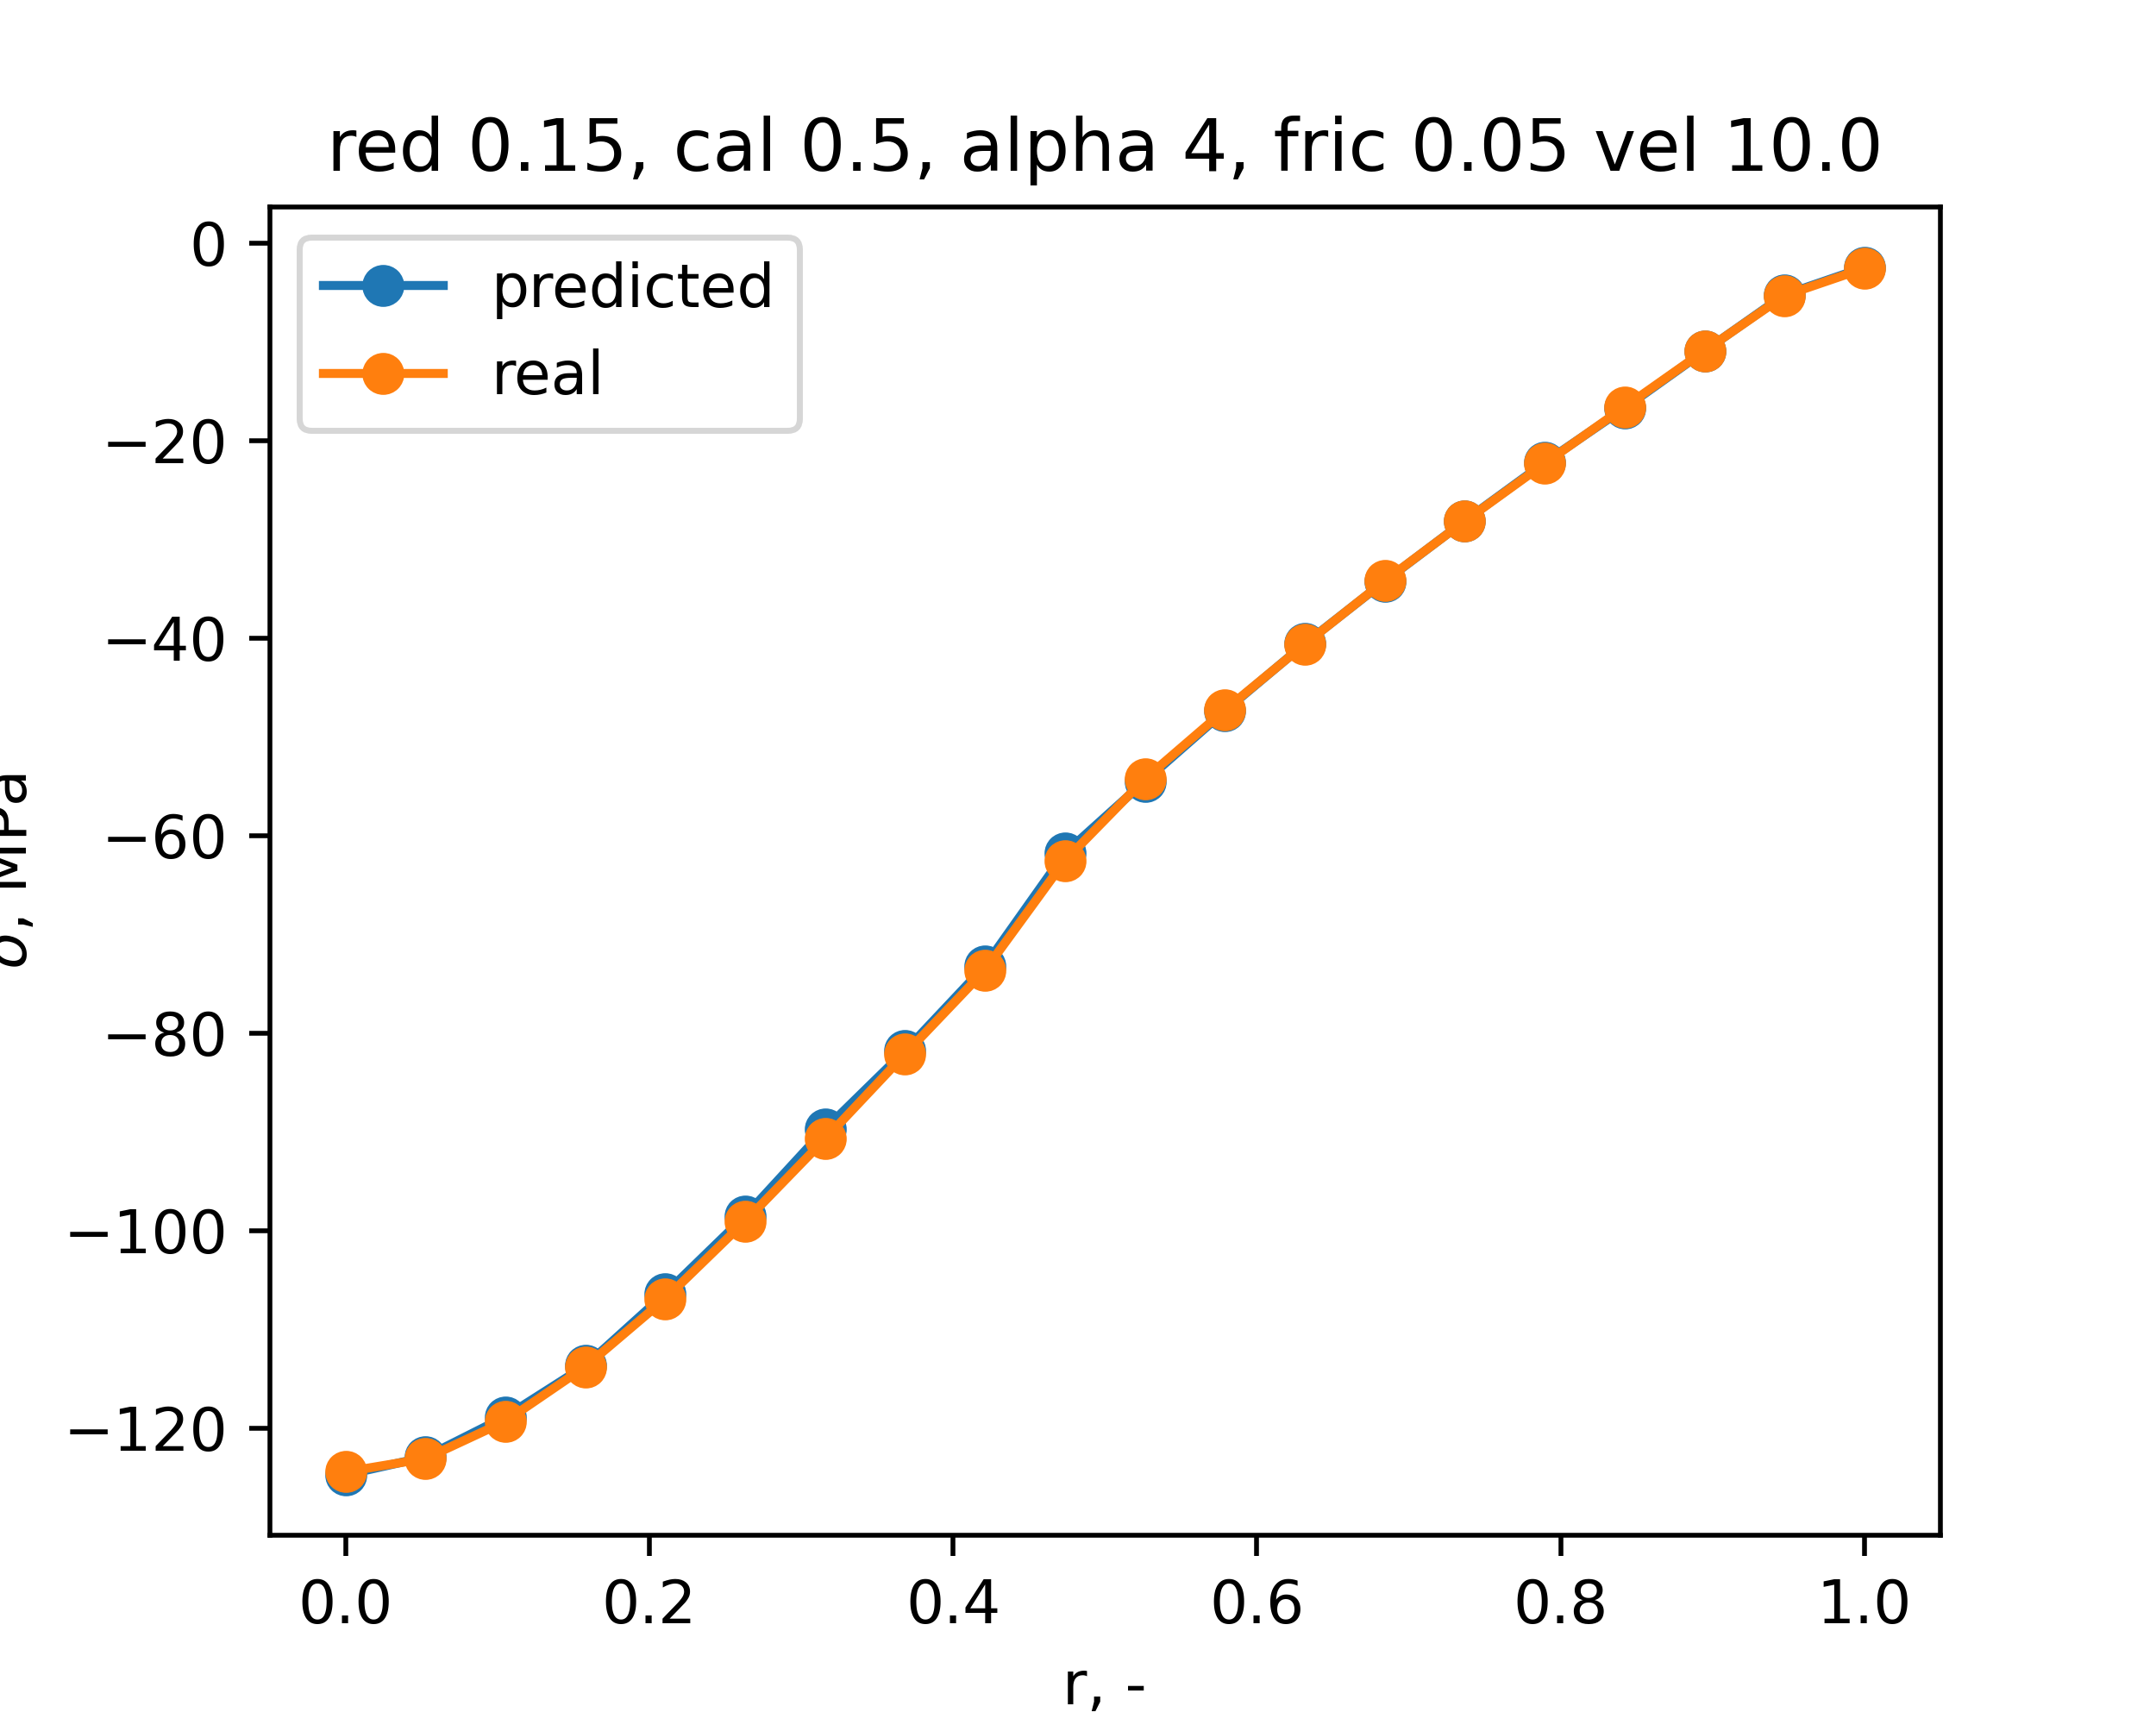 red 0.15, cal 0.5, alpha 4, fric 0.05 vel 10.0
predicted
real
0
−20
−40
−60
−80
−100
−120
σ, MPa
0.0 0.2 0.4 0.6 0.8 1.0
r, -